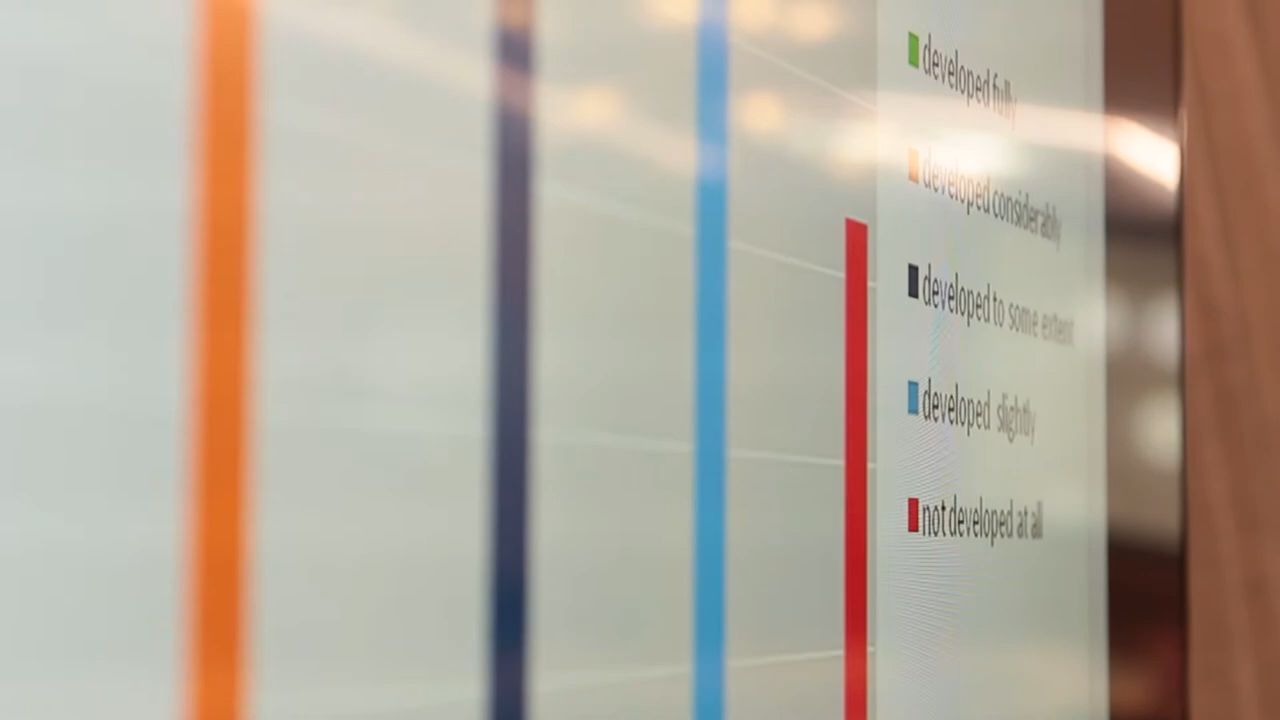 developed fully
developed considerably
developed to some extent
developed slightly
not developed at all